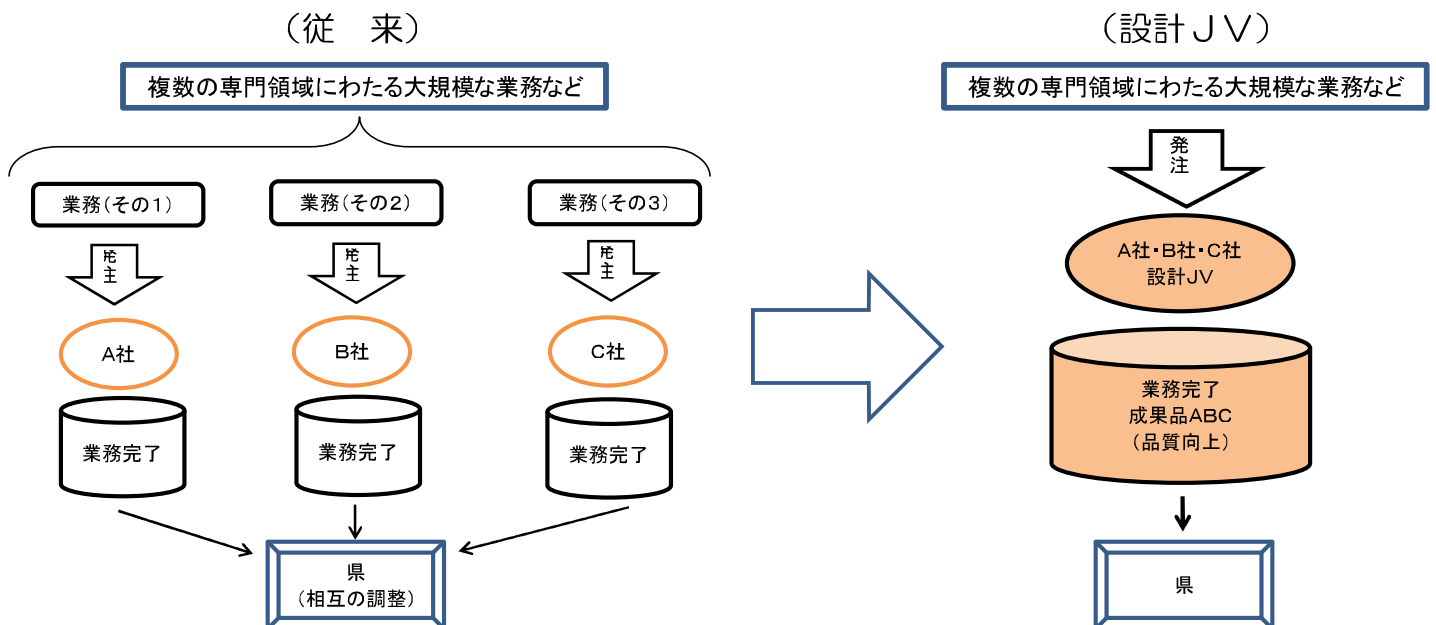 (従　来)
複数の専門領域にわたる大規模な業務など
業務(その1)
業務(その2)
業務(その3)
発
主
発
主
発
主
A社
B社
C社
業務完了
業務完了
業務完了
県
(相互の調整)
(設計JV)
複数の専門領域にわたる大規模な業務など
発
注
A社・B社・C社
設計JV
業務完了
成果品ABC
(品質向上)
県